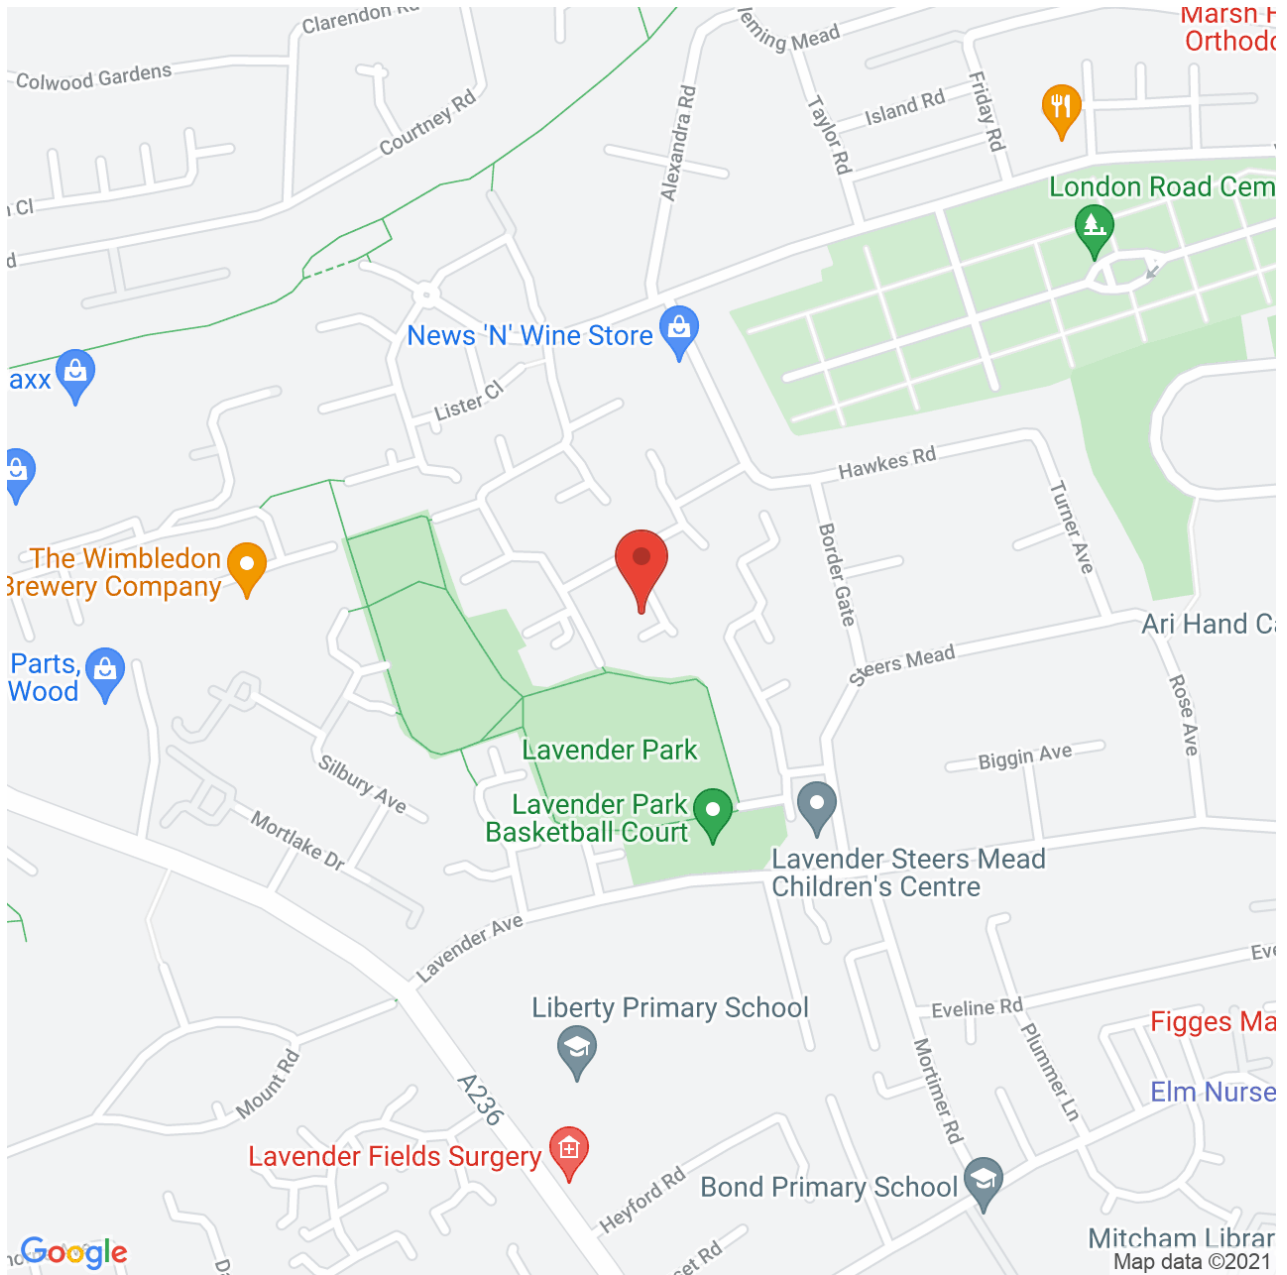 Clarendon Rd
Fleming Mead
Marsh
Orthodo
Colwood Gardens
Courtney Rd
Alexandra Rd
Taylor Rd
Island Rd
Friday Rd
London Road Cem
Cl
News 'N' Wine Store
axx
Lister Cl
Hawkes Rd
Turner Ave
Border Gate
The Wimbledon
Brewery Company
Ari Hand Ca
Parts,
Wood
Steers Mead
Rose Ave
Lavender Park
Biggin Ave
Silbury Ave
Lavender Park
Basketball Court
Mortlake Dr
Lavender Steers Mead
Children's Centre
Lavender Ave
Eve
Liberty Primary School
Eveline Rd
Figges Ma
Mount Rd
A236
Mortimer Rd
Plummer Ln
Elm Nurse
Lavender Fields Surgery
Heyford Rd
Bond Primary School
set Rd
Mitcham Librar
Google
Map data ©2021